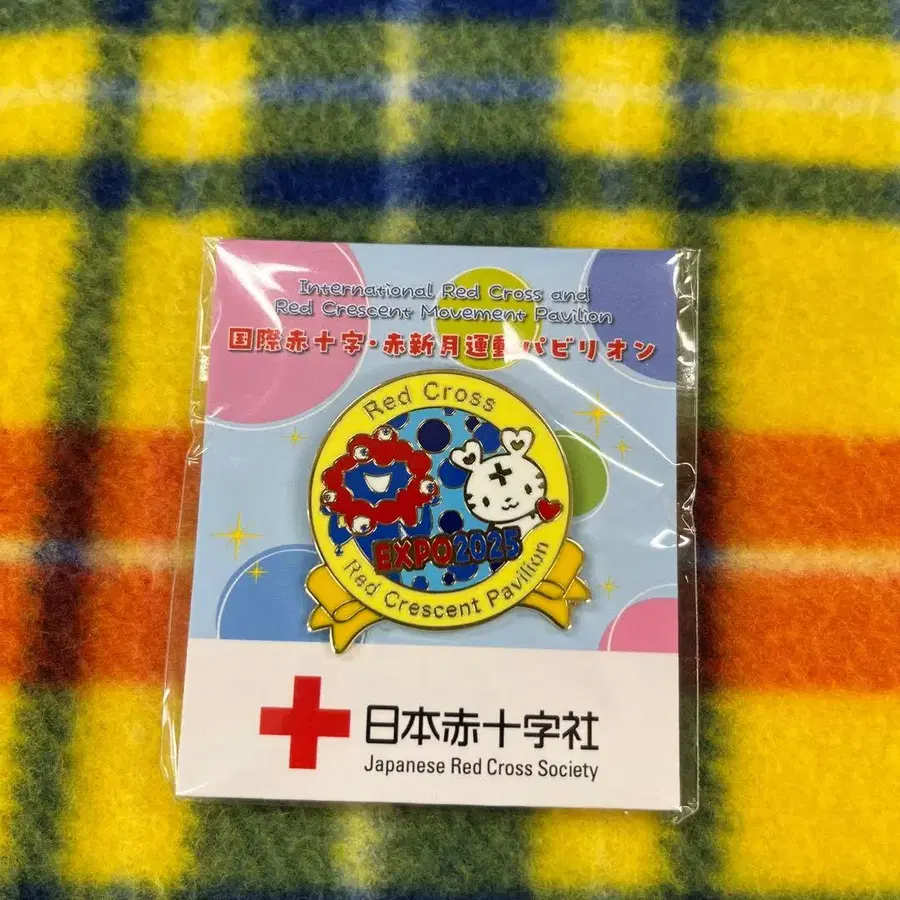 International Red Cross and
Red Crescent Movement Pavilion
国際赤十字・赤新月運動パビリオン
Red Cross
EXPO2025
Red Crescent Pavilion
日本赤十字社
Japanese Red Cross Society